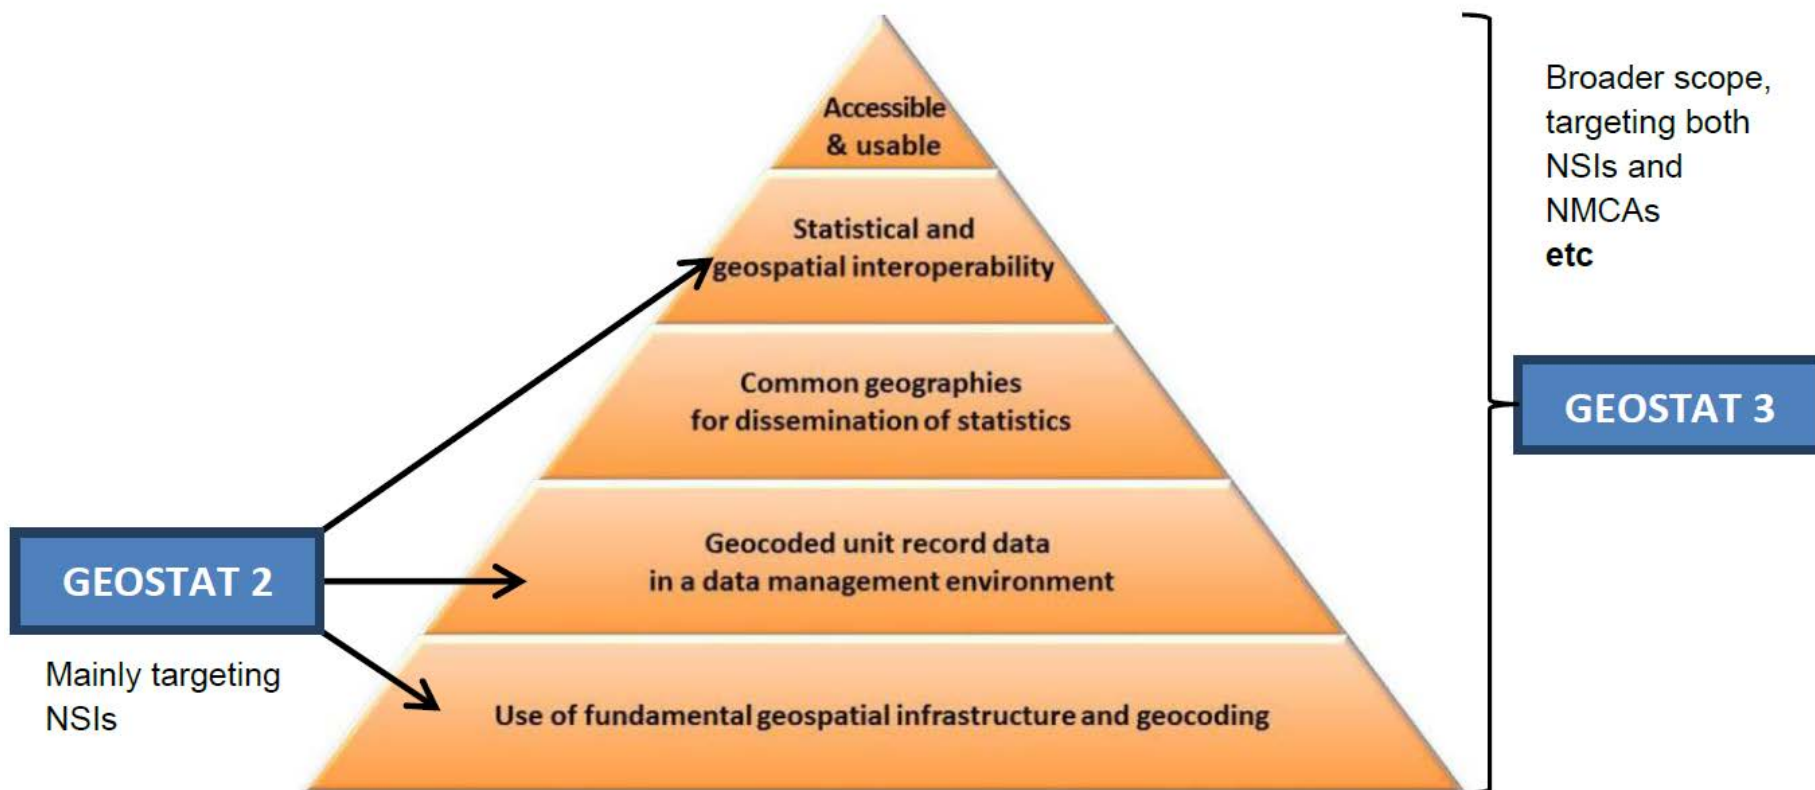 Accessible
& usable
Statistical and
geospatial interoperability
Common geographies
for dissemination of statistics
Geocoded unit record data
in a data management environment
Use of fundamental geospatial infrastructure and geocoding
GEOSTAT 2
Mainly targeting
NSIs
Broader scope,
targeting both
NSIs and
NMCAs
etc
GEOSTAT 3